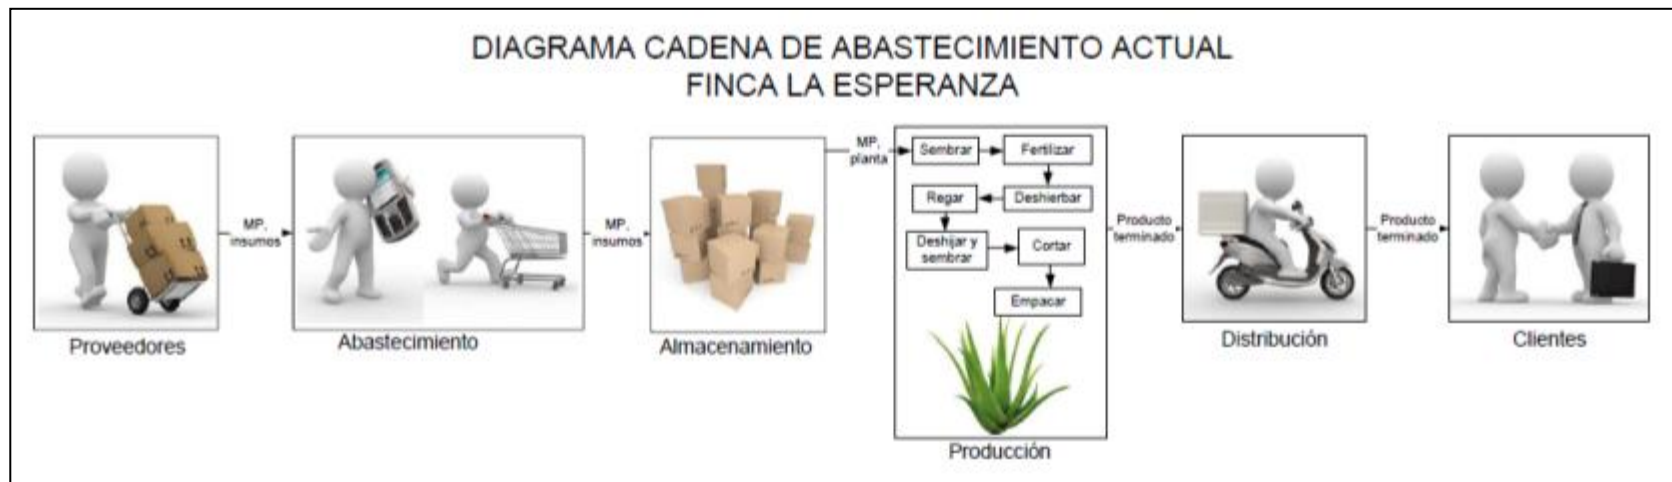 DIAGRAMA CADENA DE ABASTECIMIENTO ACTUAL
FINCA LA ESPERANZA
Proveedores
MP,
insumos
Abastecimiento
MP,
insumos
Almacenamiento
MP,
planta
Sembrar
Fertilizar
Regar
Deshierbar
Deshijar y
sembrar
Cortar
Empacar
Producción
Producto
terminado
Distribución
Producto
terminado
Clientes